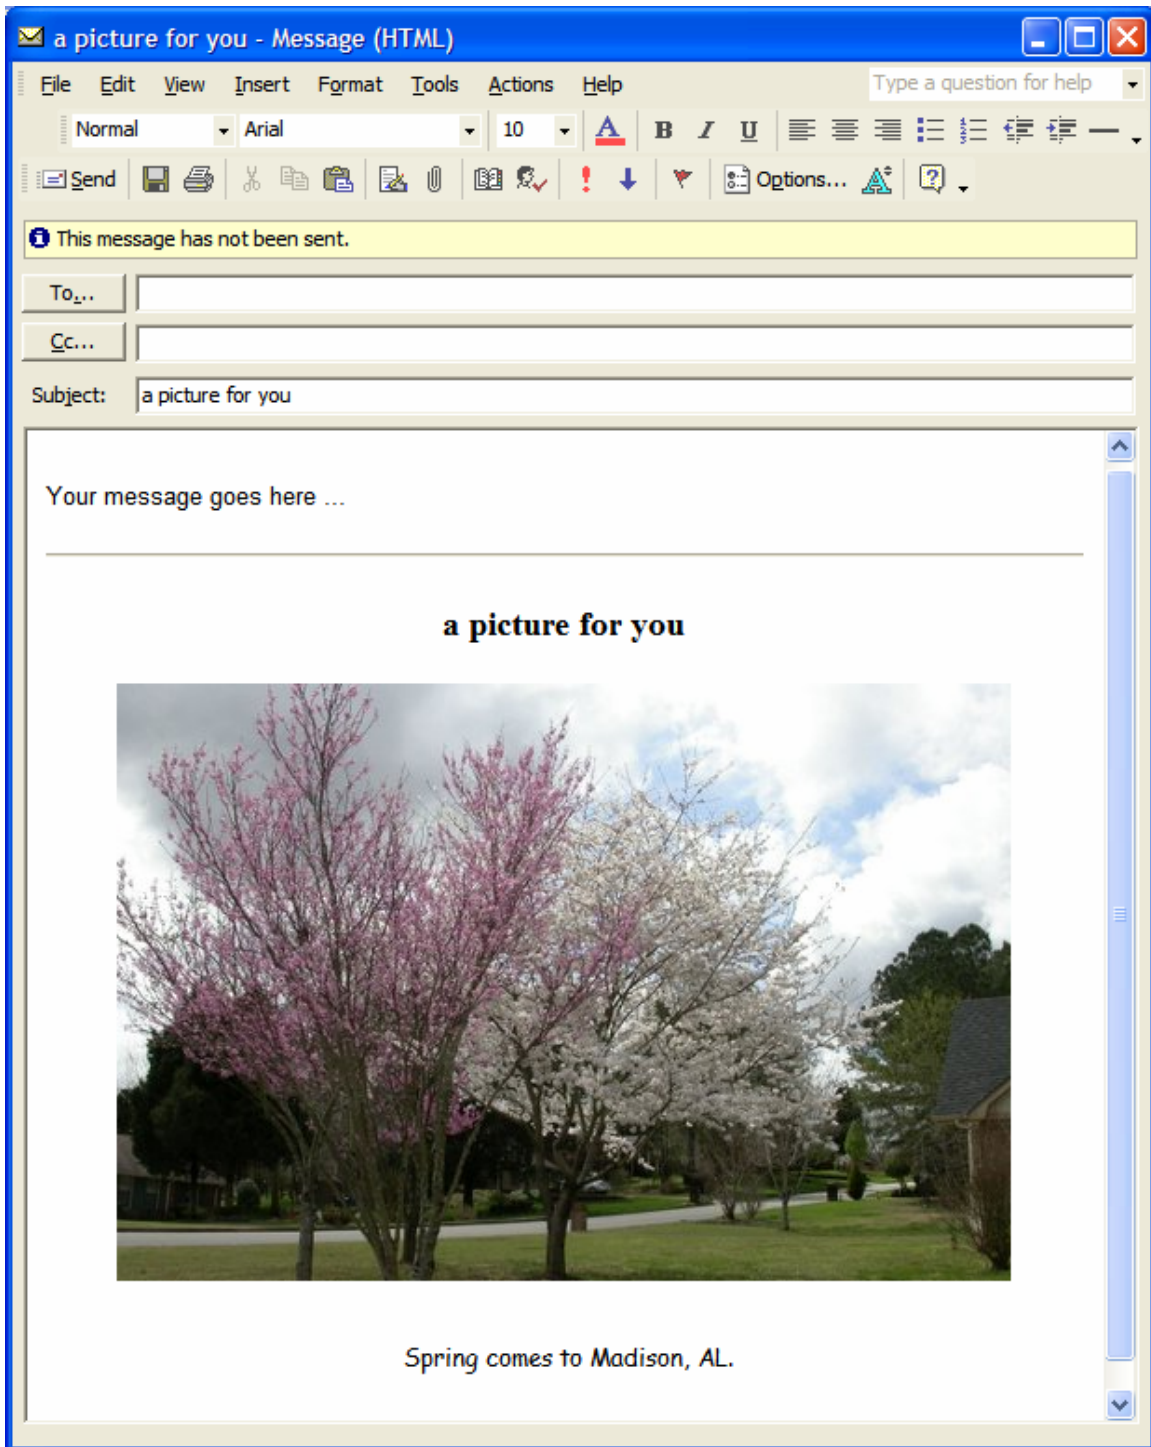 a picture for you - Message (HTML)
File Edit View Insert Format Tools Actions Help Type a question for help
Normal Arial 10 A B I U
Send Options...
This message has not been sent.
To...
Cc...
Subject: a picture for you
Your message goes here ...
a picture for you
Spring comes to Madison, AL.